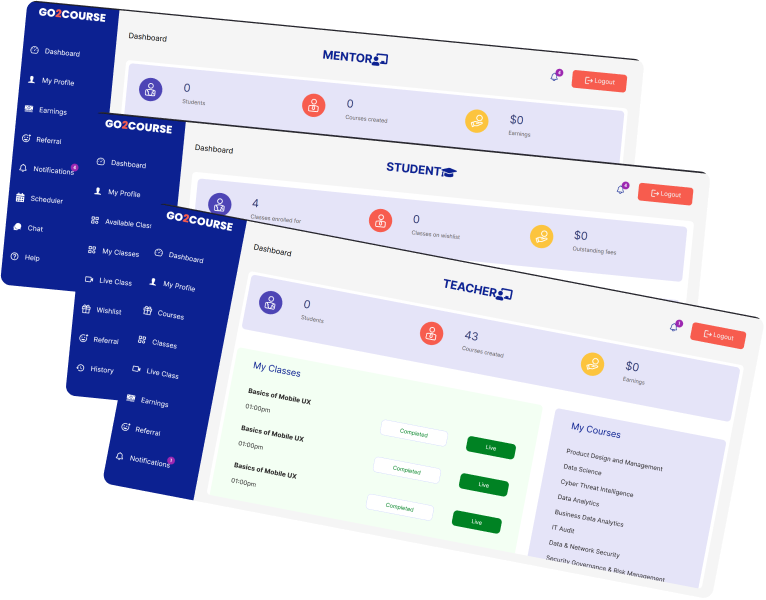 GO2COURSE
Dashboard
My Profile
Earnings
Referral
Notifications 4
Scheduler
Chat
Help
Dashboard
MENTOR
4
Logout
0
Students
0
Courses created
$0
Earnings
GO2COURSE
Dashboard
My Profile
Available Class
My Classes
Live Class
Wishlist
Referral
History
Dashboard
STUDENT
4
Logout
4
Classes enrolled for
0
Classes on wishlist
$0
Outstanding fees
GO2COURSE
Dashboard
My Profile
Courses
Classes
Live Class
Earnings
Referral
Notifications 1
Dashboard
TEACHER
1
Logout
0
Students
43
Courses created
$0
Earnings
My Classes
Basics of Mobile UX
01:00pm
Completed
Live
Basics of Mobile UX
01:00pm
Completed
Live
Basics of Mobile UX
01:00pm
Completed
Live
My Courses
Product Design and Management
Data Science
Cyber Threat Intelligence
Data Analytics
Business Data Analytics
IT Audit
Data & Network Security
Security Governance & Risk Management